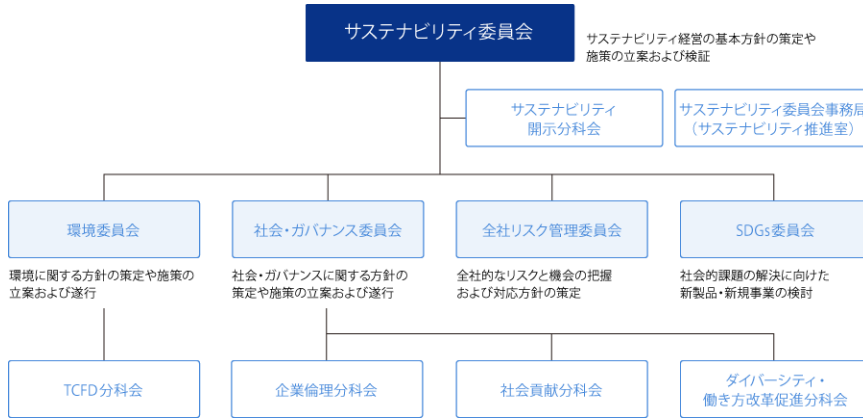 サステナビリティ委員会
サステナビリティ経営の基本方針の策定や
施策の立案および検証
サステナビリティ
開示分科会
サステナビリティ委員会事務局
（サステナビリティ推進室）
環境委員会
環境に関する方針の策定や施策の
立案および遂行
社会・ガバナンス委員会
社会・ガバナンスに関する方針の
策定や施策の立案および遂行
全社リスク管理委員会
全社的なリスクと機会の把握
および対応方針の策定
SDGs委員会
社会的課題の解決に向けた
新製品・新規事業の検討
TCFD分科会
企業倫理分科会
社会貢献分科会
ダイバーシティ・
働き方改革促進分科会